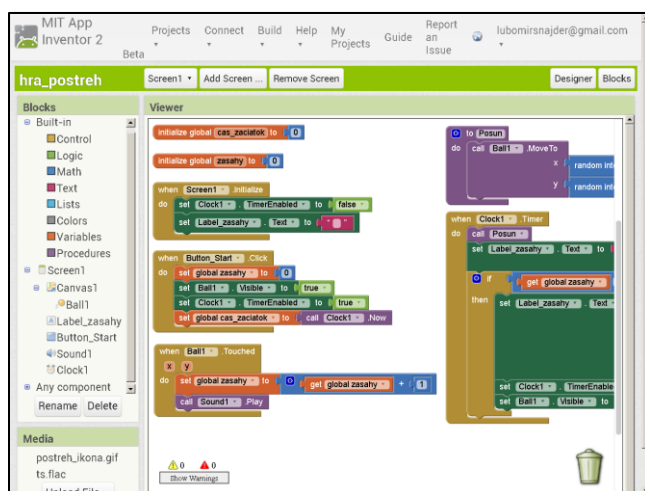 MIT App Inventor 2 Beta
Projects Connect Build Help My Projects Guide Report an Issue lubomirsnajder@gmail.com
hra_postreh Screen1 Add Screen ... Remove Screen Designer Blocks
Blocks
Built-in
Control
Logic
Math
Text
Lists
Colors
Variables
Procedures
Screen1
Canvas1
Ball1
Label_zasahy
Button_Start
Sound1
Clock1
Any component
Rename Delete
Media
postreh_ikona.gif
ts.flac
Upload File
Viewer
initialize global cas_zaciatok to 0
initialize global zasahy to 0
when Screen1 .Initialize
do set Clock1 . TimerEnabled to false
set Label_zasahy . Text to " "
when Button_Start .Click
do set global zasahy to 0
set Ball1 . Visible to true
set Clock1 . TimerEnabled to true
set global cas_zaciatok to call Clock1 .Now
when Ball1 .Touched
x y
do set global zasahy to get global zasahy + 1
call Sound1 .Play
0 0
Show Warnings
to Posun
do call Ball1 .MoveTo
x random int
y random int
when Clock1 .Timer
do call Posun
set Label_zasahy . Text to
if get global zasahy
then set Label_zasahy . Text
set Clock1 . TimerEnable
set Ball1 . Visible to